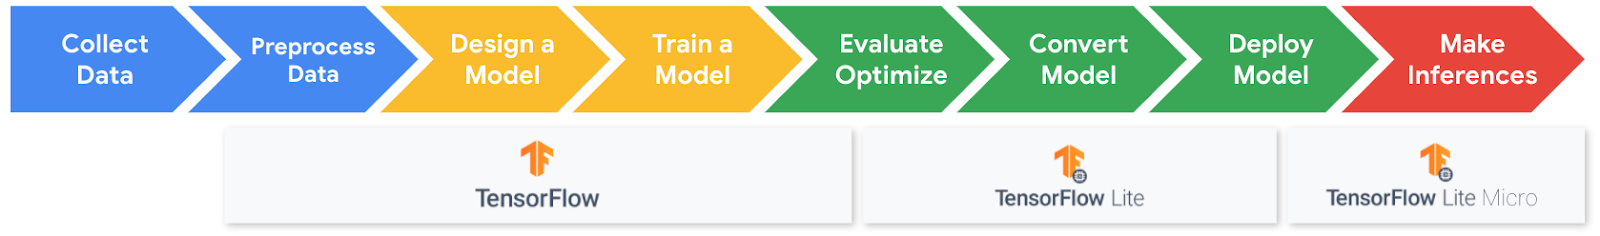 Collect
Data
Preprocess
Data
Design a
Model
Train a
Model
Evaluate
Optimize
Convert
Model
Deploy
Model
Make
Inferences
TensorFlow
TensorFlow Lite
TensorFlow Lite Micro